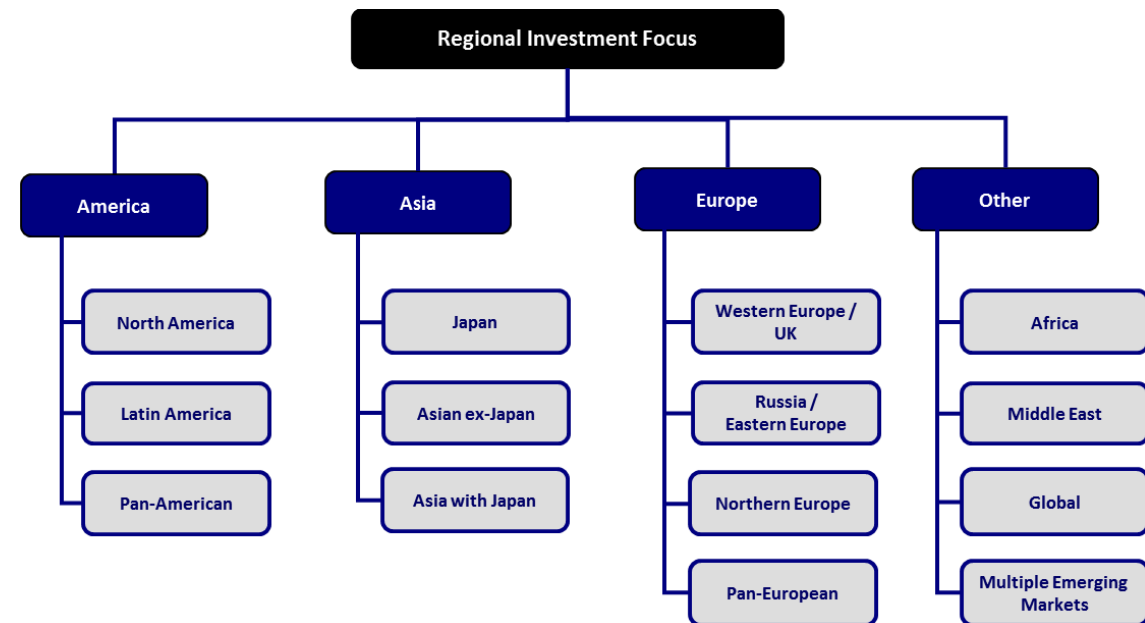 Regional Investment Focus
America
Asia
Europe
Other
North America
Latin America
Pan-American
Japan
Asian ex-Japan
Asia with Japan
Western Europe /
UK
Russia /
Eastern Europe
Northern Europe
Pan-European
Africa
Middle East
Global
Multiple Emerging
Markets